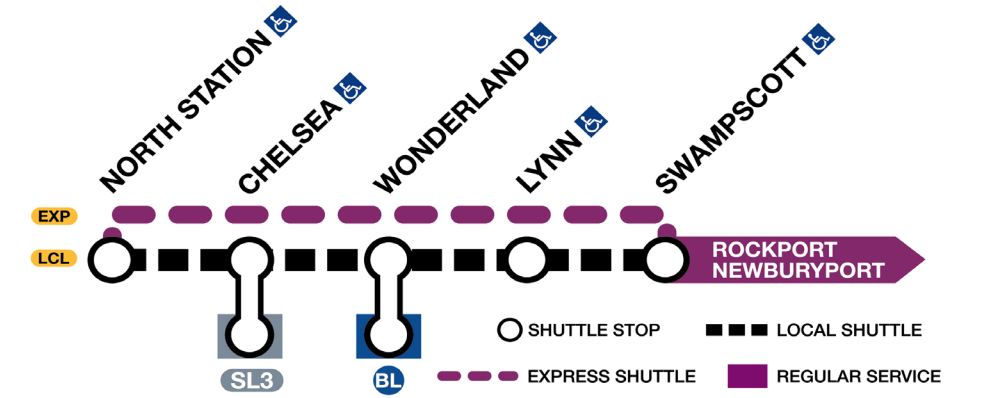 NORTH STATION
CHELSEA
WONDERLAND
LYNN
SWAMPSCOTT
EXP
LCL
ROCKPORT
NEWBURYPORT
SHUTTLE STOP
LOCAL SHUTTLE
SL3
BL
EXPRESS SHUTTLE
REGULAR SERVICE